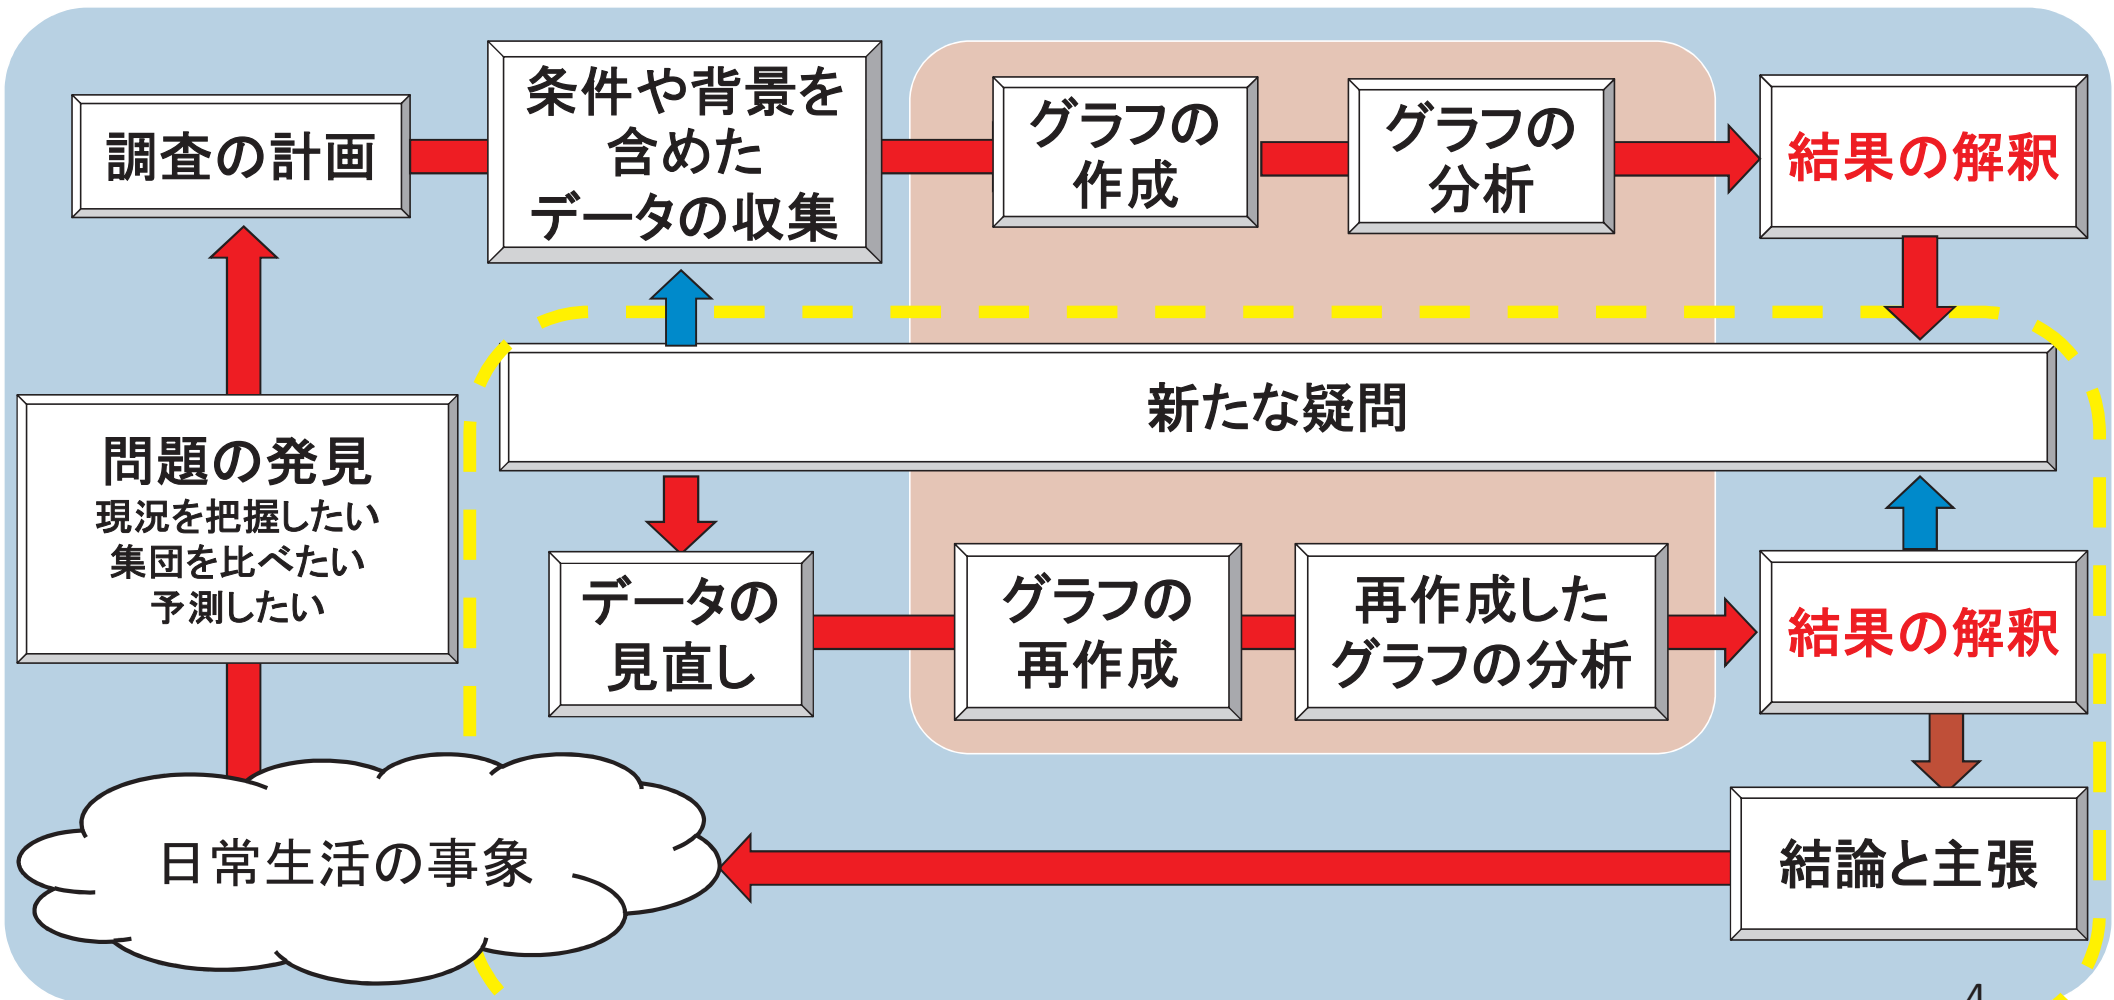 調査の計画
条件や背景を
含めた
データの収集
グラフの
作成
グラフの
分析
結果の解釈
新たな疑問
問題の発見
現況を把握したい
集団を比べたい
予測したい
データの
見直し
グラフの
再作成
再作成した
グラフの分析
結果の解釈
日常生活の事象
結論と主張
4